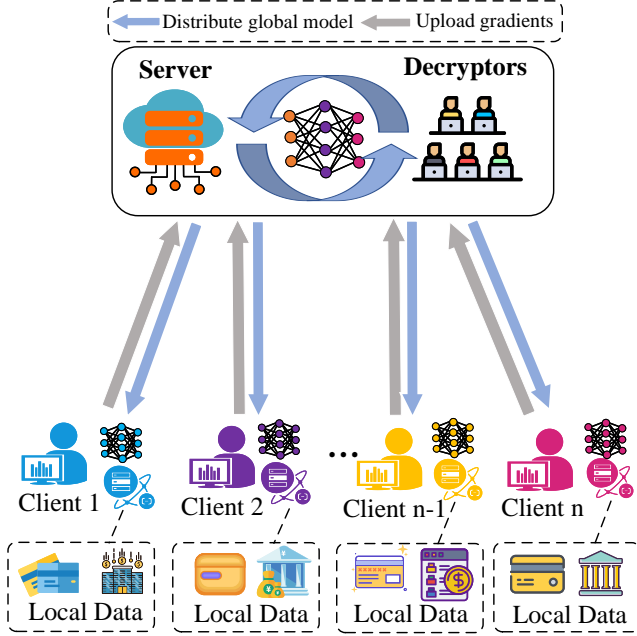 Distribute global model Upload gradients
Server Decryptors
...
Client 1 Client 2 Client n-1 Client n
Local Data Local Data Local Data Local Data